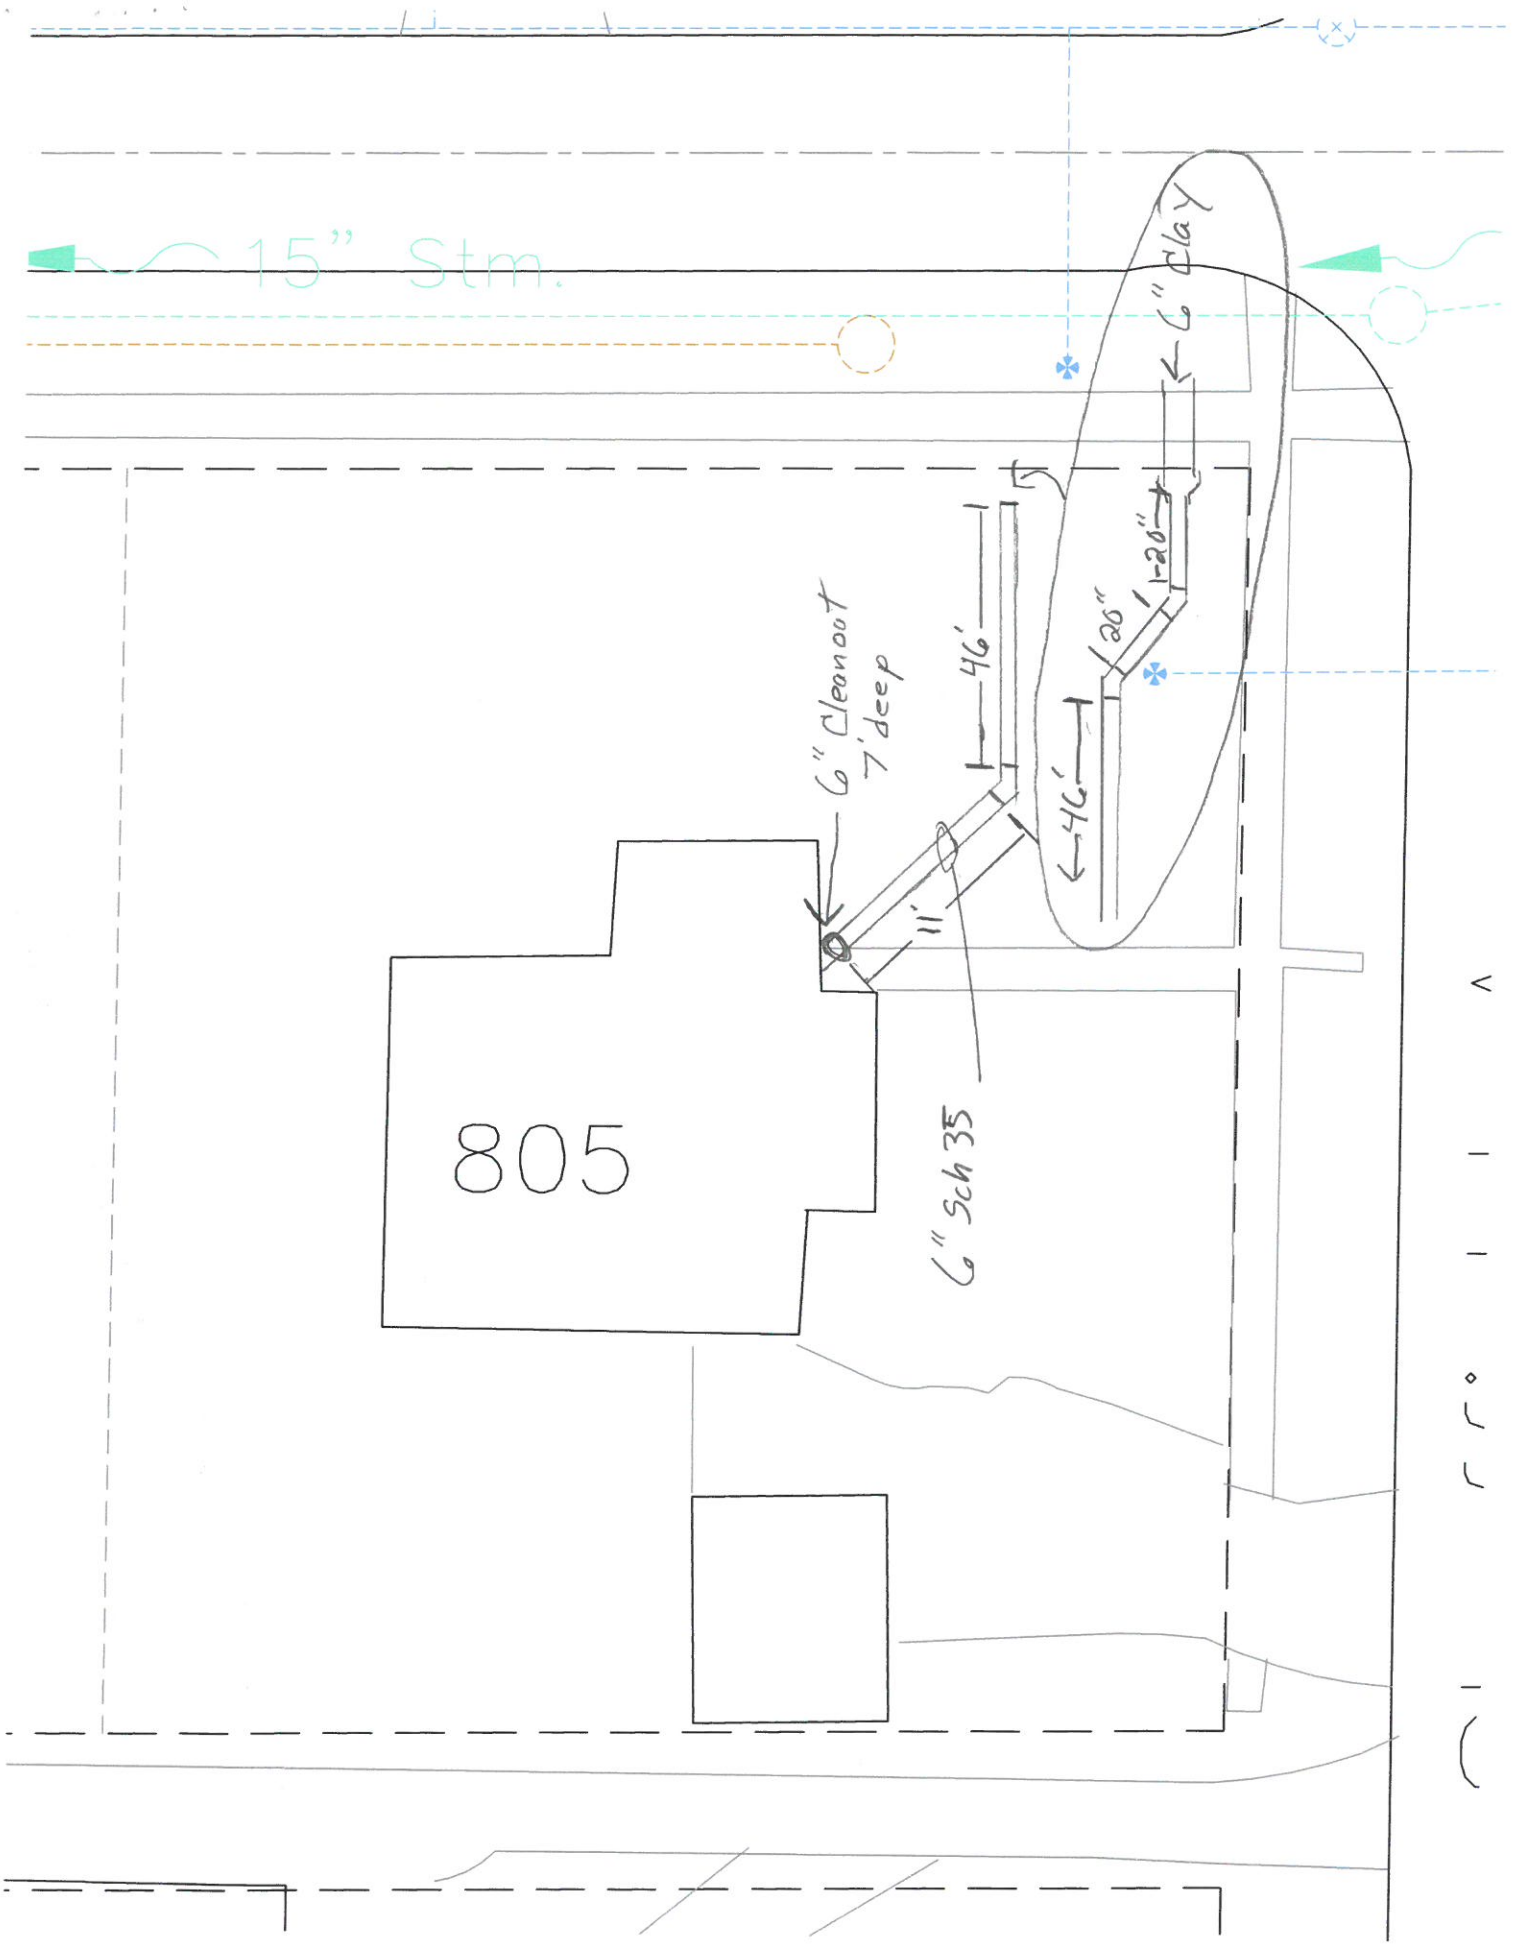 15" Stm.
← 6" Clay
1-20"
20"
←46'
46'
6" Cleanout
7' deep
11'
6" Sch 35
805